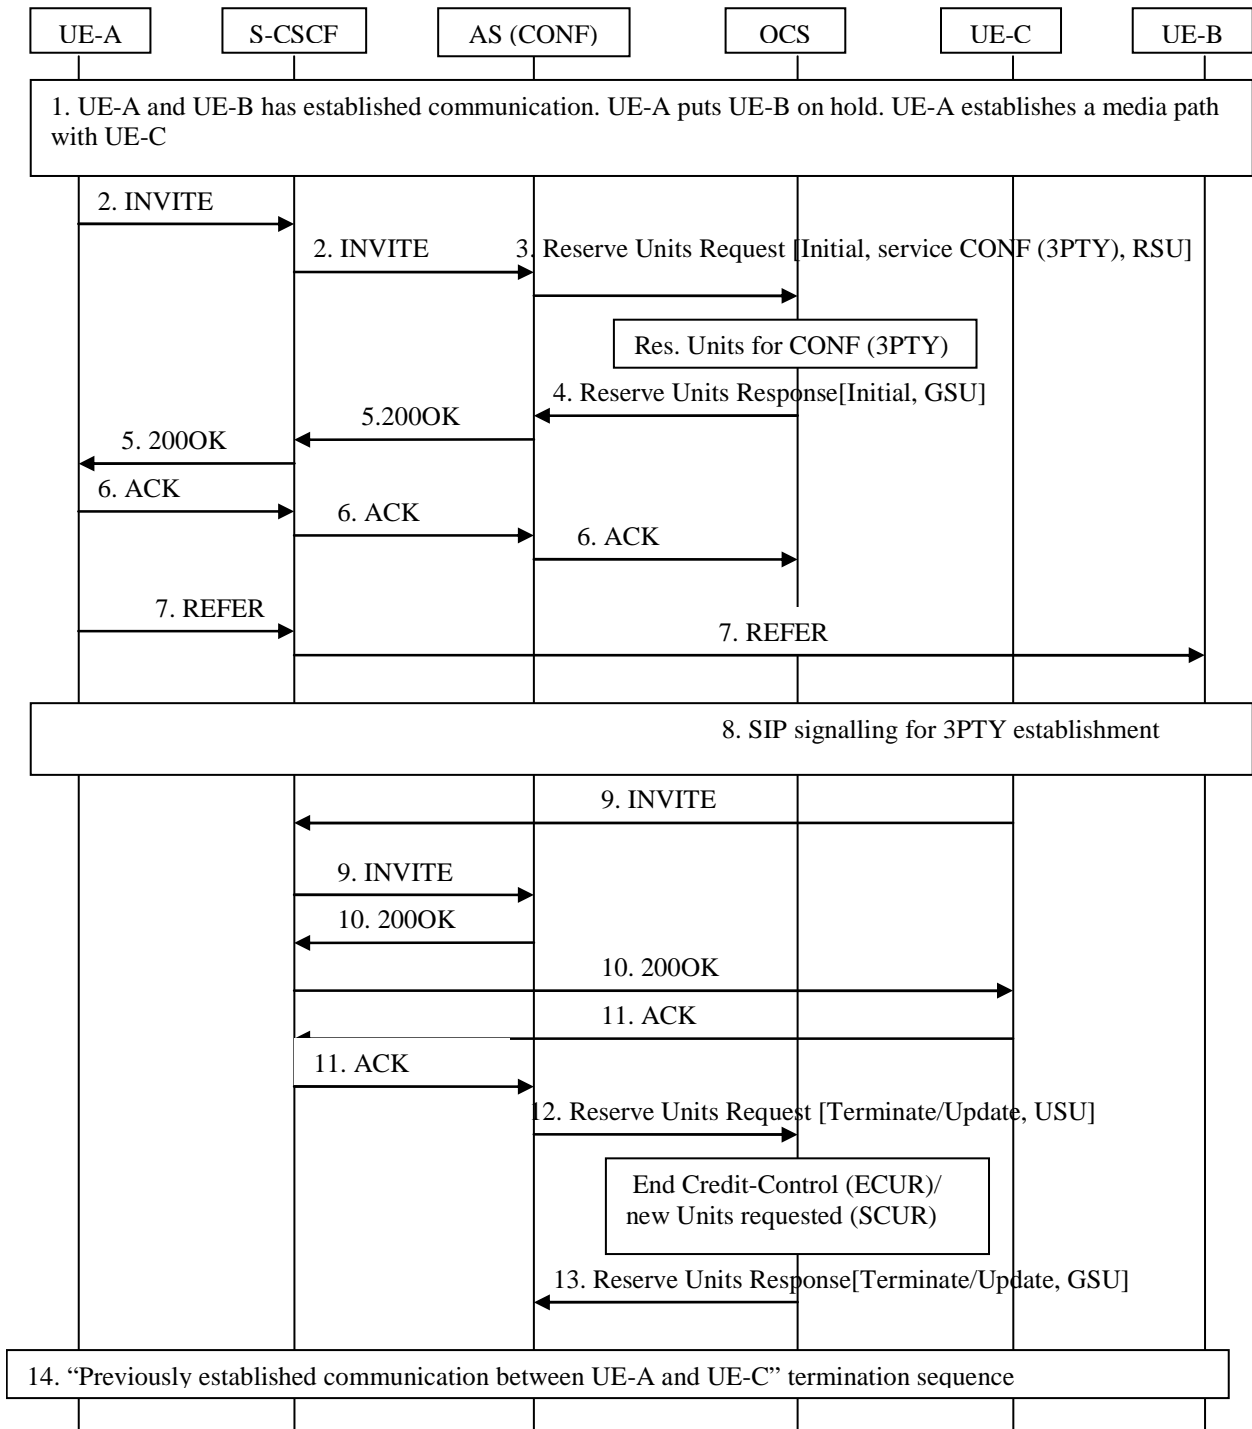 UE-A
S-CSCF
AS (CONF)
OCS
UE-C
UE-B
1. UE-A and UE-B has established communication. UE-A puts UE-B on hold. UE-A establishes a media path
with UE-C
2. INVITE
2. INVITE
3. Reserve Units Request [Initial, service CONF (3PTY), RSU]
Res. Units for CONF (3PTY)
4. Reserve Units Response[Initial, GSU]
5.200OK
5. 200OK
6. ACK
6. ACK
6. ACK
7. REFER
7. REFER
8. SIP signalling for 3PTY establishment
9. INVITE
9. INVITE
10. 200OK
10. 200OK
11. ACK
11. ACK
12. Reserve Units Request [Terminate/Update, USU]
End Credit-Control (ECUR)/
new Units requested (SCUR)
13. Reserve Units Response[Terminate/Update, GSU]
14. “Previously established communication between UE-A and UE-C” termination sequence